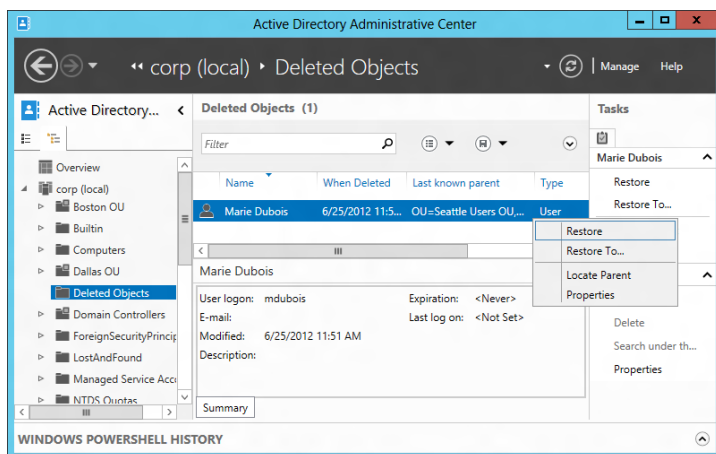 Active Directory Administrative Center
corp (local) Deleted Objects
Manage Help
Active Directory...
Overview
corp (local)
Boston OU
Builtin
Computers
Dallas OU
Deleted Objects
Domain Controllers
ForeignSecurityPrincip
LostAndFound
Managed Service Acc
NTDS Quotas
Deleted Objects (1)
Filter
Name When Deleted Last known parent Type
Marie Dubois 6/25/2012 11:5... OU=Seattle Users OU,... User
Restore
Restore To...
Locate Parent
Properties
Marie Dubois
User logon: mdubois Expiration: <Never>
E-mail: Last log on: <Not Set>
Modified: 6/25/2012 11:51 AM
Description:
Summary
Tasks
Marie Dubois
Restore
Restore To...
Delete
Search under th...
Properties
WINDOWS POWERSHELL HISTORY